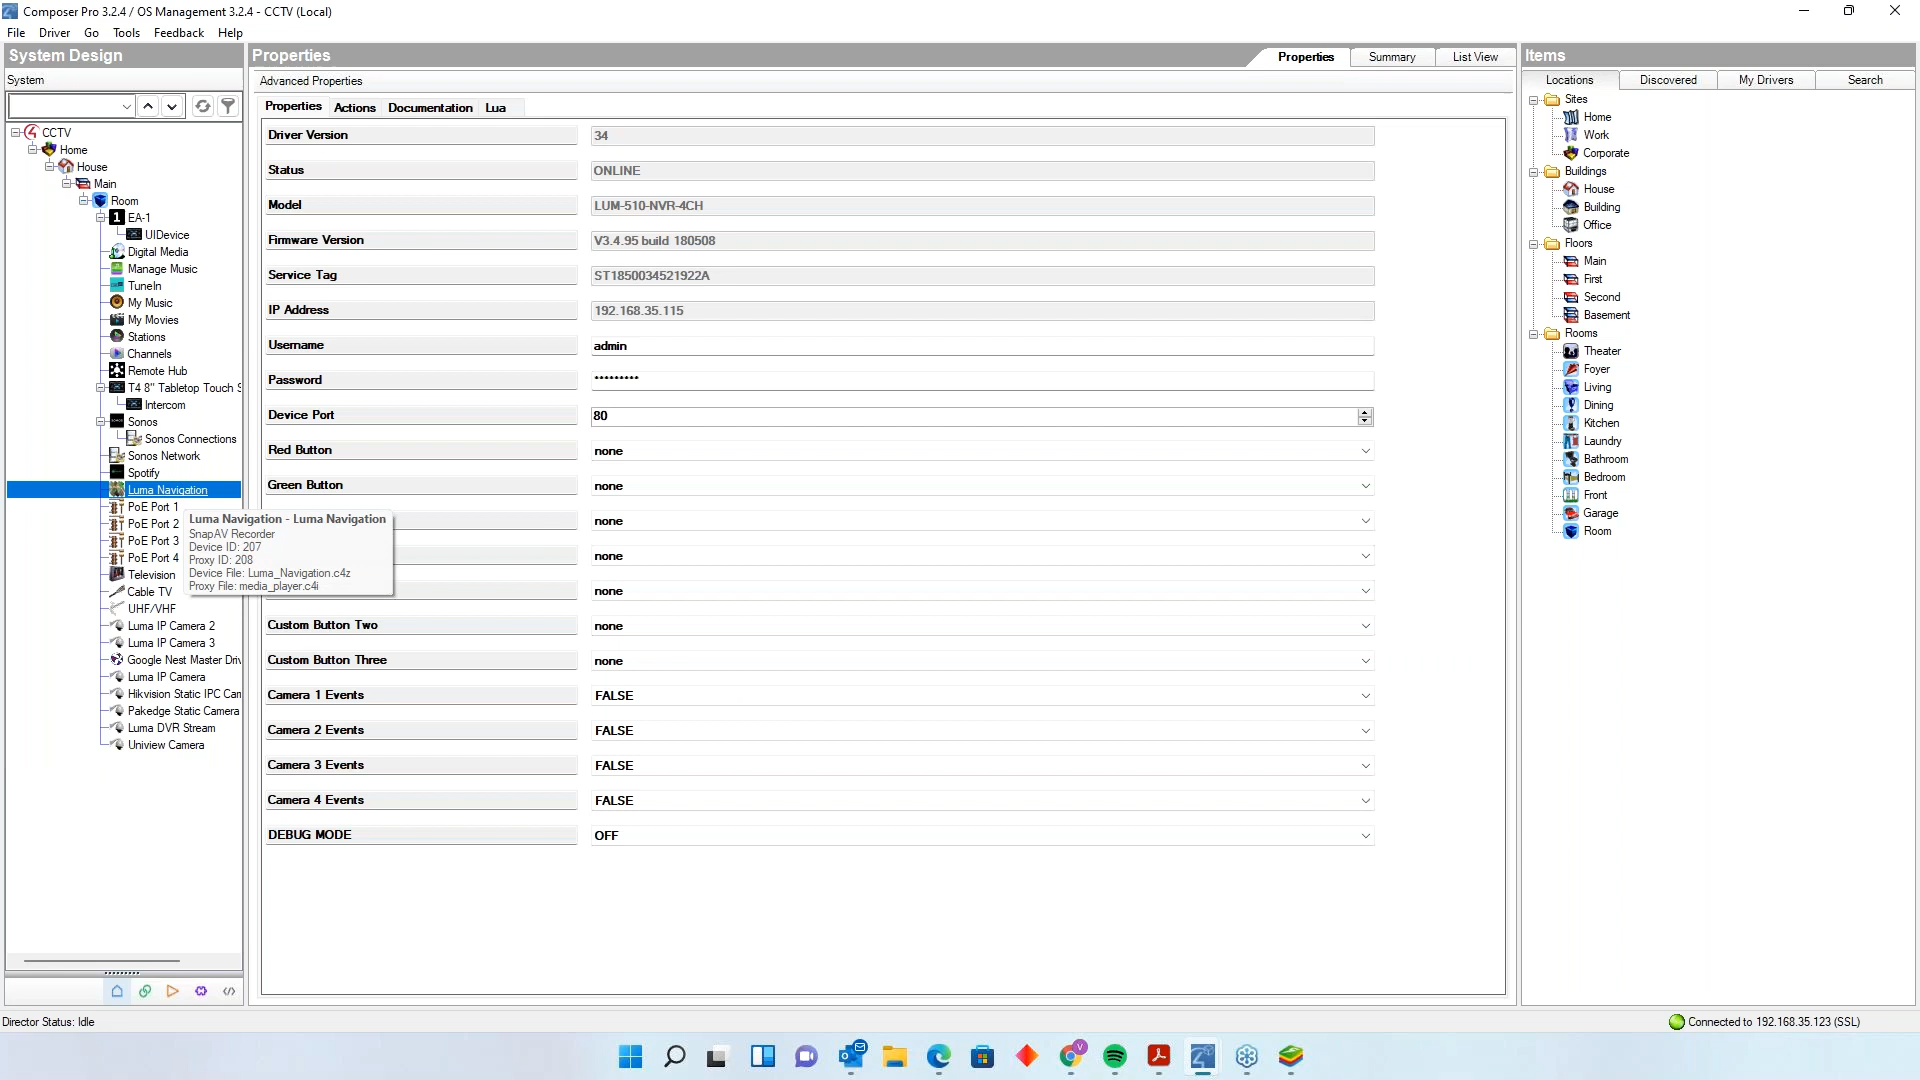 Composer Pro 3.2.4 / OS Management 3.2.4 - CCTV (Local)
File Driver Go Tools Feedback Help
System Design
System
CCTV
Home
House
Main
Room
EA-1
UIDevice
Digital Media
Manage Music
TuneIn
My Music
My Movies
Stations
Channels
Remote Hub
T4 8" Tabletop Touch S
Intercom
Sonos
Sonos Connections
Sonos Network
Spotify
Luma Navigation
PoE Port 1
PoE Port 2
PoE Port 3
PoE Port 4
Television
Cable TV
UHF/VHF
Luma IP Camera 2
Luma IP Camera 3
Google Nest Master Driv
Luma IP Camera
Hikvision Static IPC Cam
Pakedge Static Camera
Luma DVR Stream
Uniview Camera
Luma Navigation - Luma Navigation
SnapAV Recorder
Device ID: 207
Proxy ID: 208
Device File: Luma_Navigation.c4z
Proxy File: media_player.c4i
Properties
Properties Summary List View
Advanced Properties
Properties Actions Documentation Lua
Driver Version 34
Status ONLINE
Model LUM-510-NVR-4CH
Firmware Version V3.4.95 build 180508
Service Tag ST1850034521922A
IP Address 192.168.35.115
Username admin
Password *********
Device Port 80
Red Button none
Green Button none
none
none
none
Custom Button Two none
Custom Button Three none
Camera 1 Events FALSE
Camera 2 Events FALSE
Camera 3 Events FALSE
Camera 4 Events FALSE
DEBUG MODE OFF
Items
Locations Discovered My Drivers Search
Sites
Home
Work
Corporate
Buildings
House
Building
Office
Floors
Main
First
Second
Basement
Rooms
Theater
Foyer
Living
Dining
Kitchen
Laundry
Bathroom
Bedroom
Front
Garage
Room
Director Status: Idle
Connected to 192.168.35.123 (SSL)